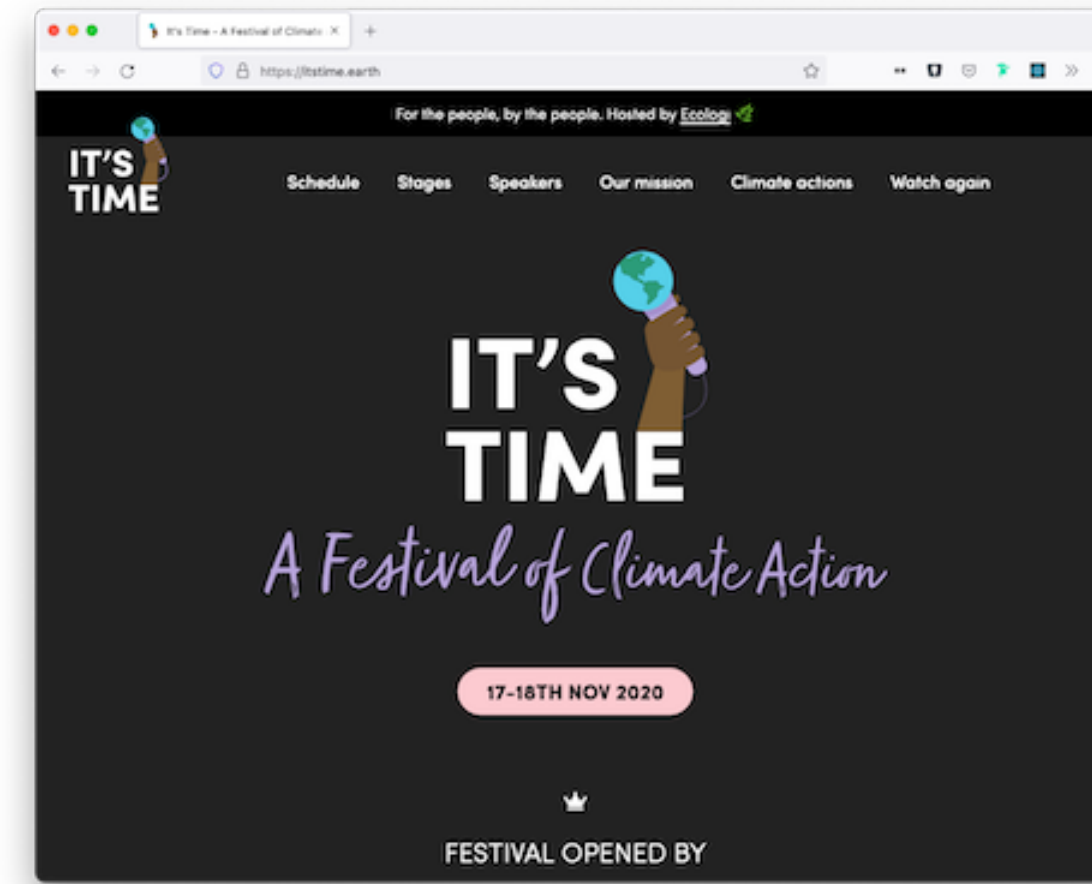 It's Time - A Festival of Climate
https://itstime.earth
For the people, by the people. Hosted by Ecologi
IT'S
TIME
Schedule Stages Speakers Our mission Climate actions Watch again
IT'S
TIME
A Festival of Climate Action
17-18TH NOV 2020
FESTIVAL OPENED BY